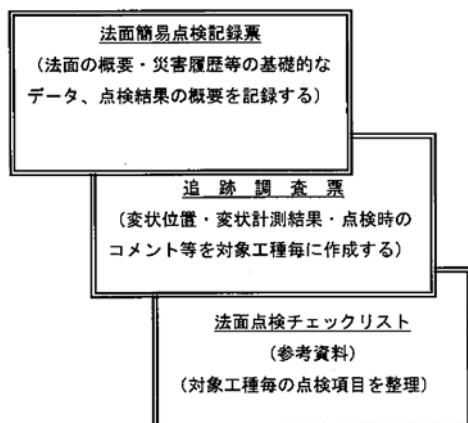 法面簡易点検記録票
(法面の概要・災害履歴等の基礎的な
データ、点検結果の概要を記録する)
追跡調査票
(変状位置・変状計測結果・点検時の
コメント等を対象工種毎に作成する)
法面点検チェックリスト
(参考資料)
(対象工種毎の点検項目を整理)